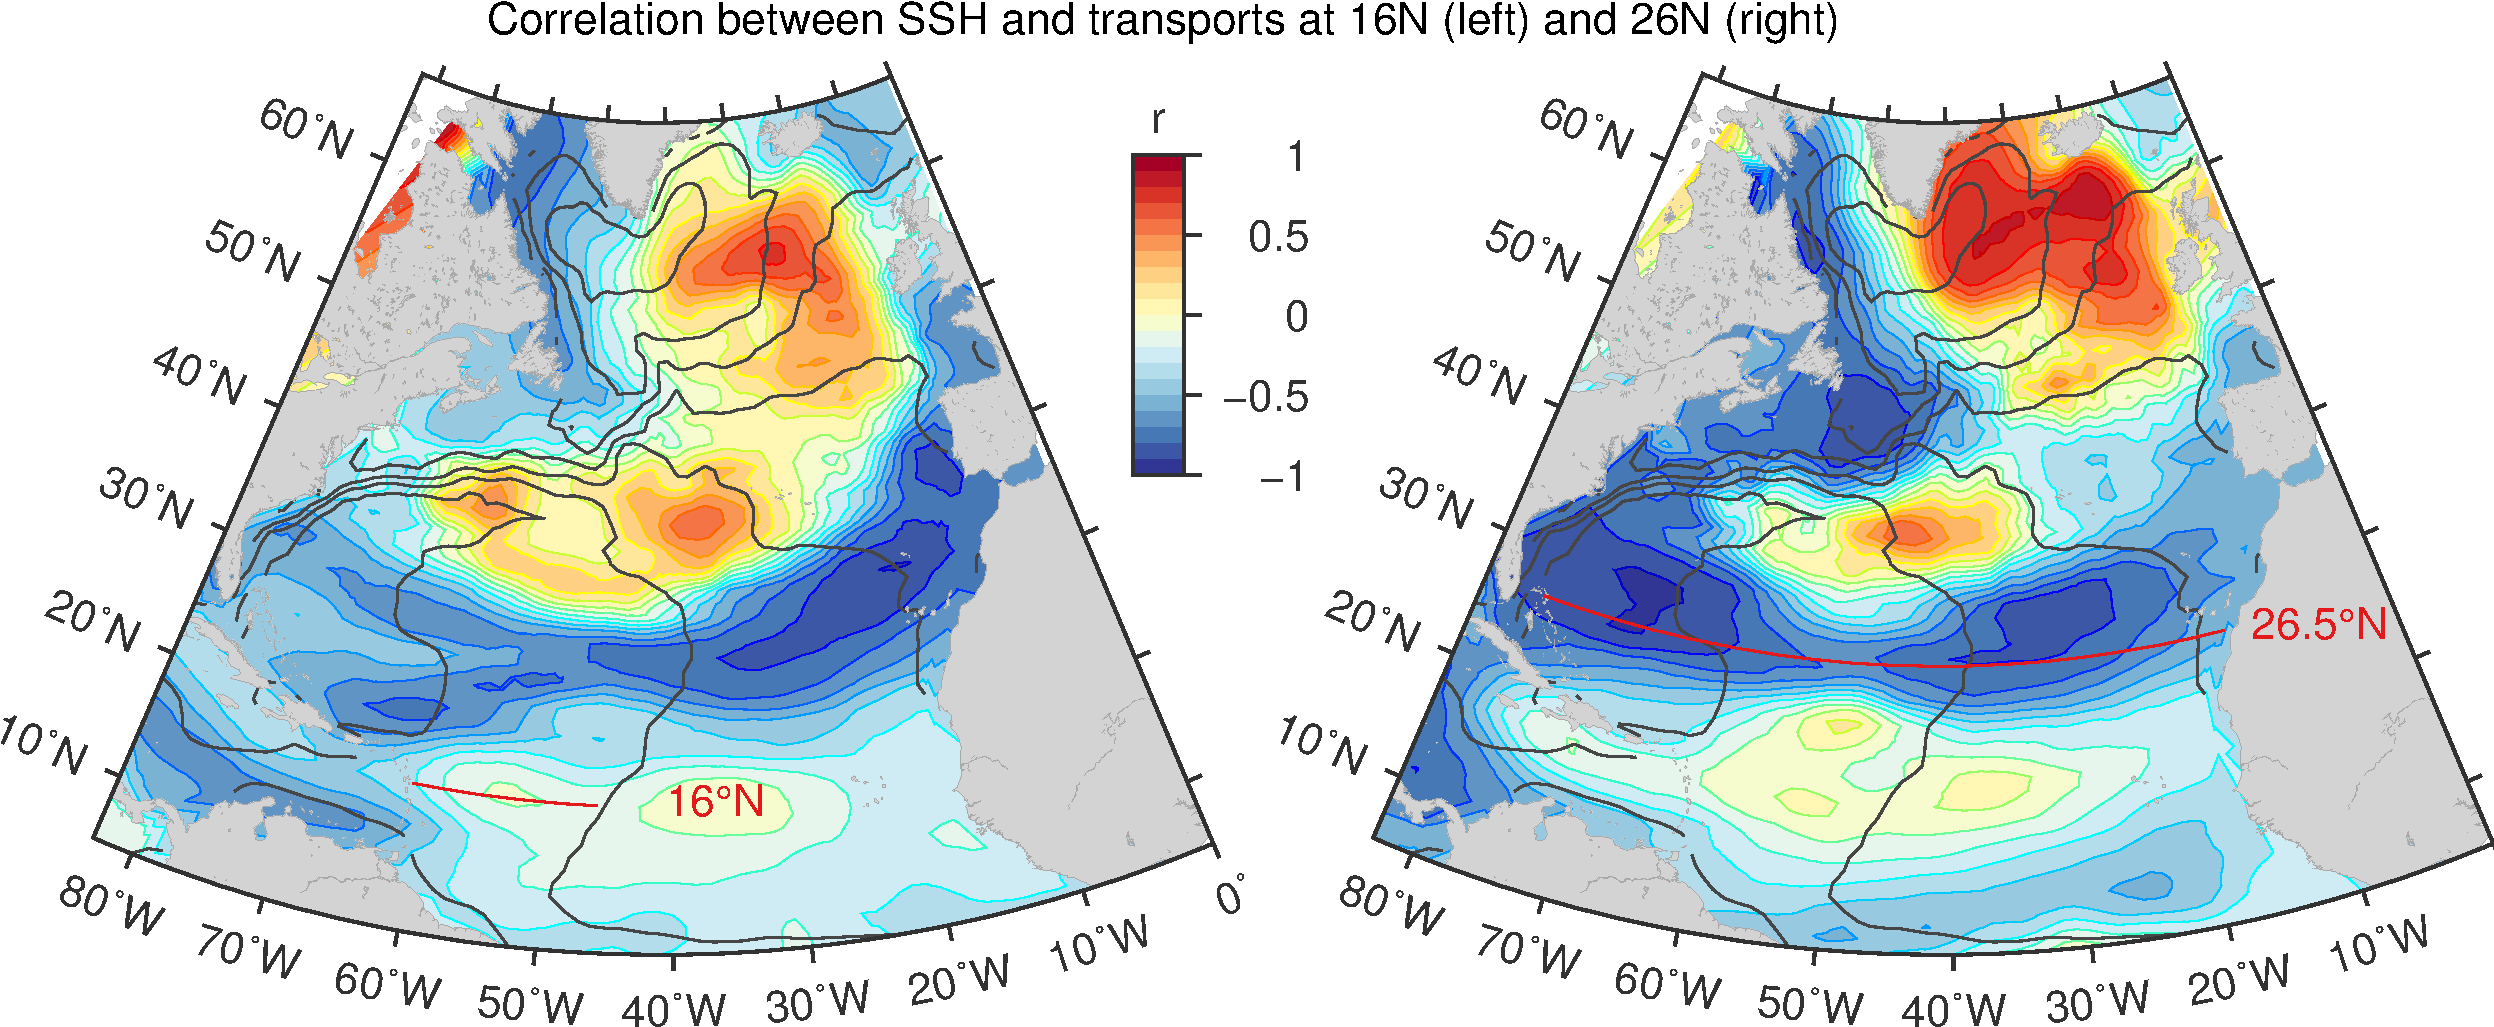 Correlation between SSH and transports at 16N (left) and 26N (right)
60°N
50°N
40°N
30°N
20°N
10°N
80°W
70°W
60°W
50°W
40°W
30°W
20°W
10°W
0°
16°N
r
1
0.5
0
−0.5
−1
60°N
50°N
40°N
30°N
20°N
10°N
80°W
70°W
60°W
50°W
40°W
30°W
20°W
10°W
26.5°N